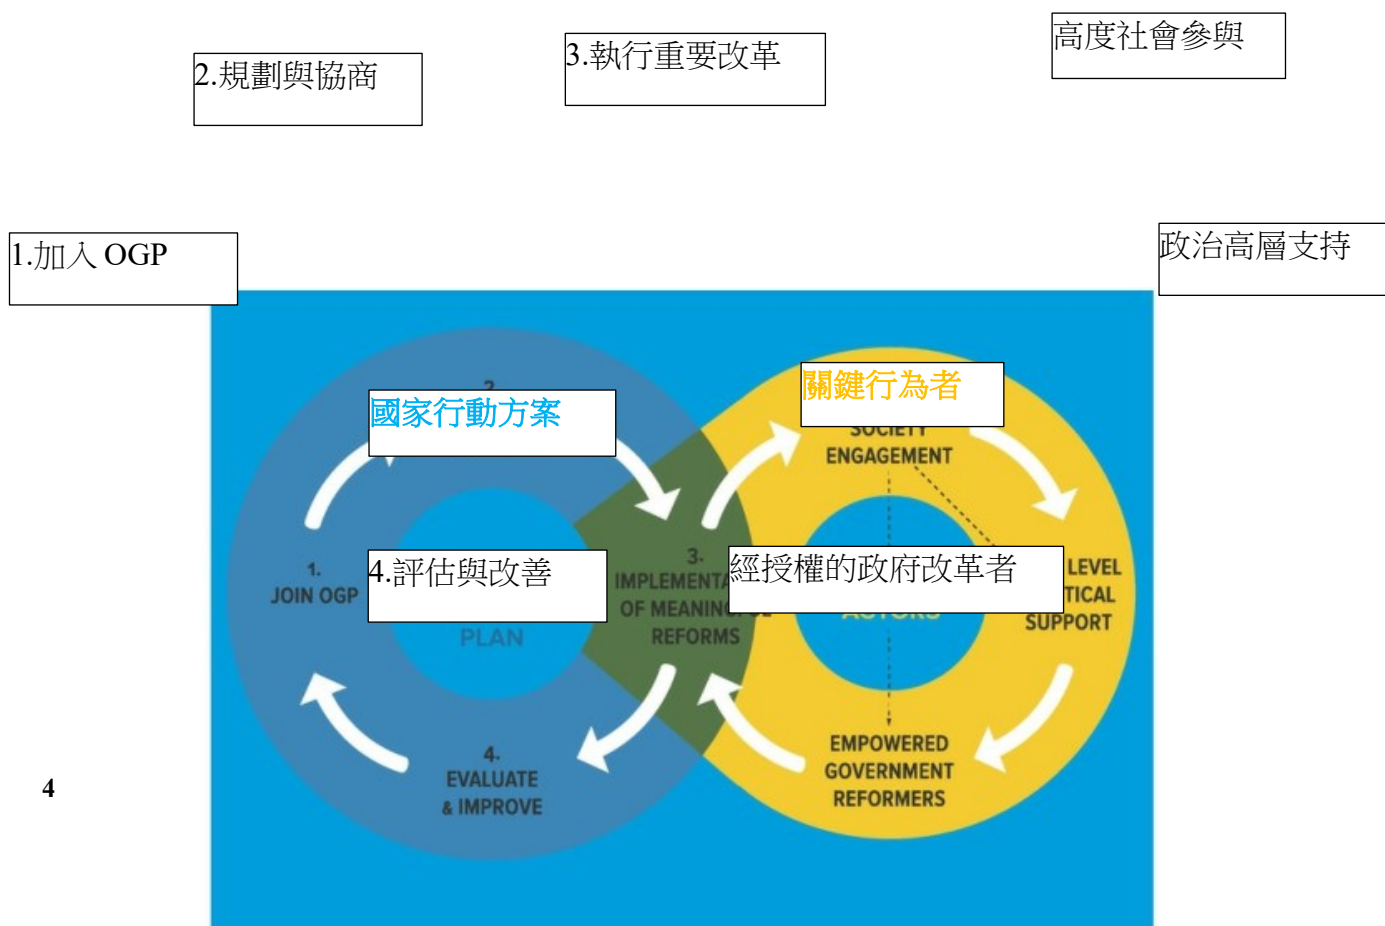 高度社會參與
3.執行重要改革
2.規劃與協商
1.加入 OGP
政治高層支持
2.
國家行動方案
關鍵行為者
SOCIETY
ENGAGEMENT
1.
JOIN OGP
4.評估與改善
PLAN
3.
OF
REFORMS
經授權的政府改革者
LEVEL
SUPPORT
4.
EVALUATE
& IMPROVE
EMPOWERED
GOVERNMENT
REFORMERS
4